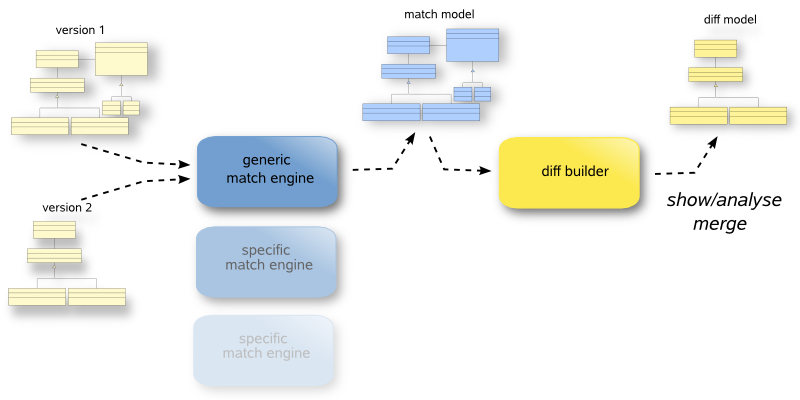 version 1
match model
diff model
generic
match engine
diff builder
show/analyse
merge
version 2
specific
match engine
specific
match engine